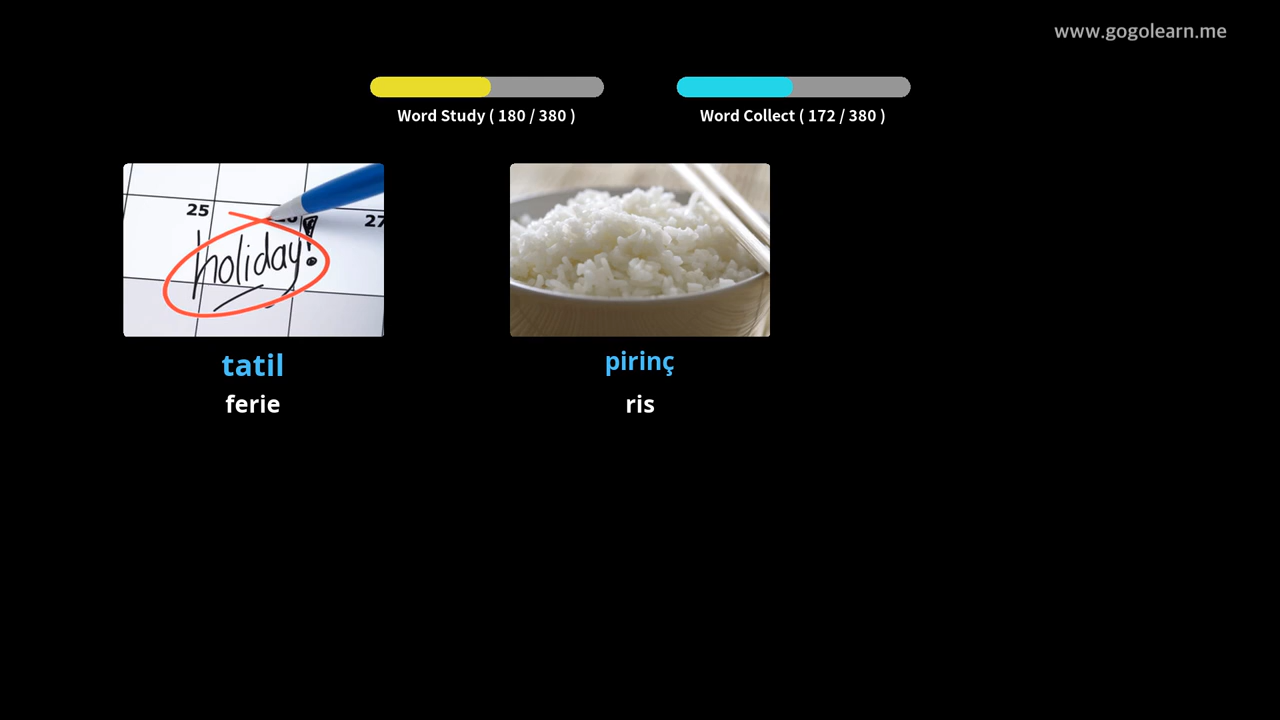 www.gogolearn.me
Word Study ( 180 / 380 )
Word Collect ( 172 / 380 )
25
27
holiday!
tatil
ferie
pirinç
ris